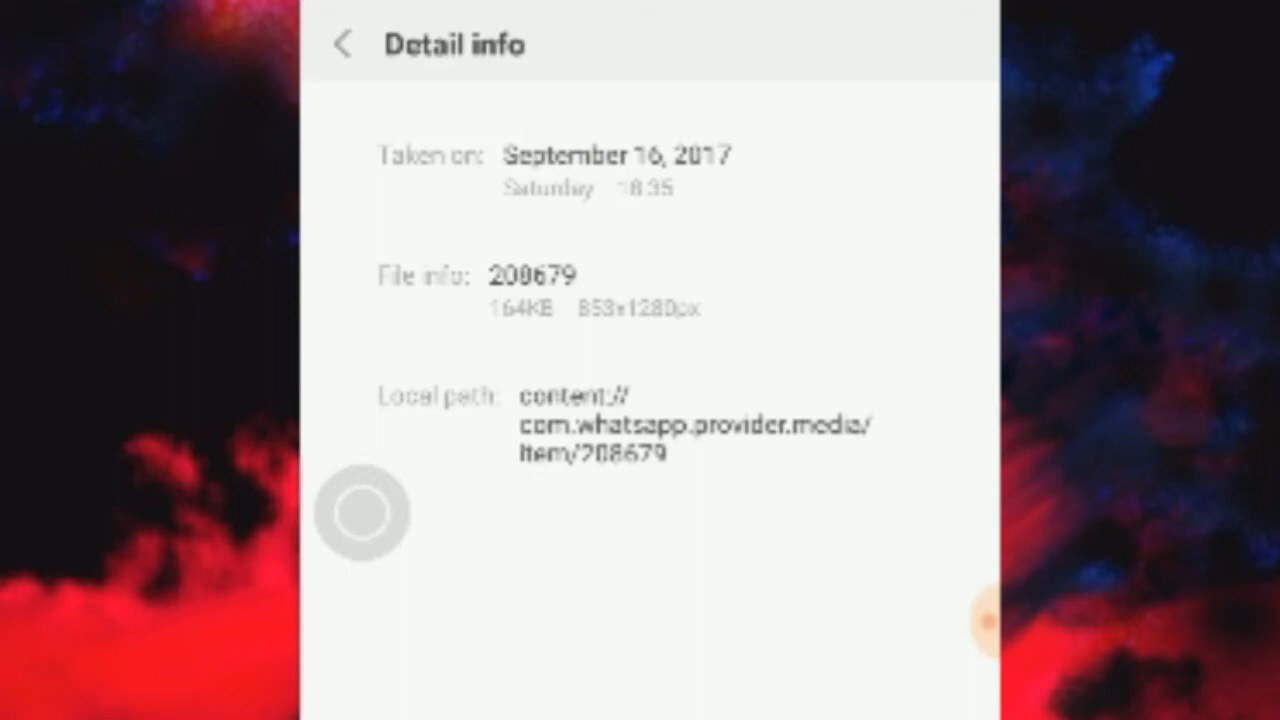 Detail info
Taken on: September 16, 2017
Saturday 18:35
File info: 208679
164KB 853x1280px
Local path: content://
com.whatsapp.provider.media/
item/208679